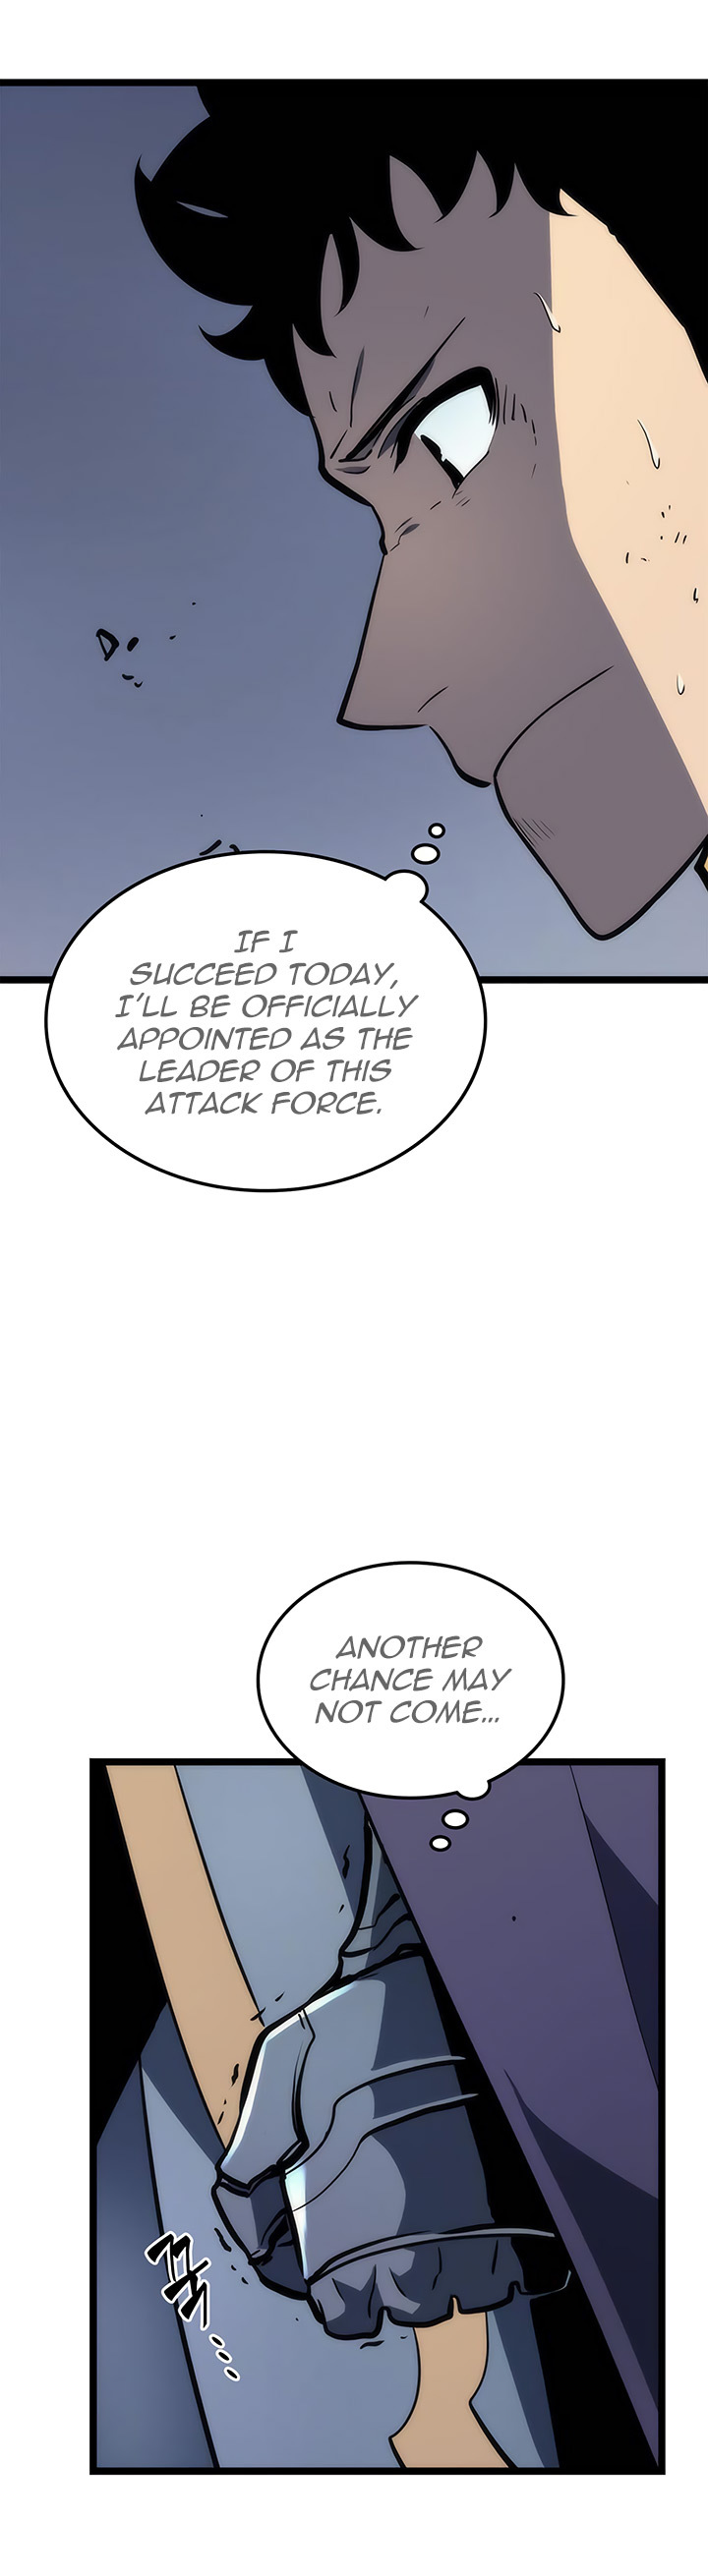 IF I
SUCCEED TODAY,
I'LL BE OFFICIALLY
APPOINTED AS THE
LEADER OF THIS
ATTACK FORCE.
ANOTHER
CHANCE MAY
NOT COME...